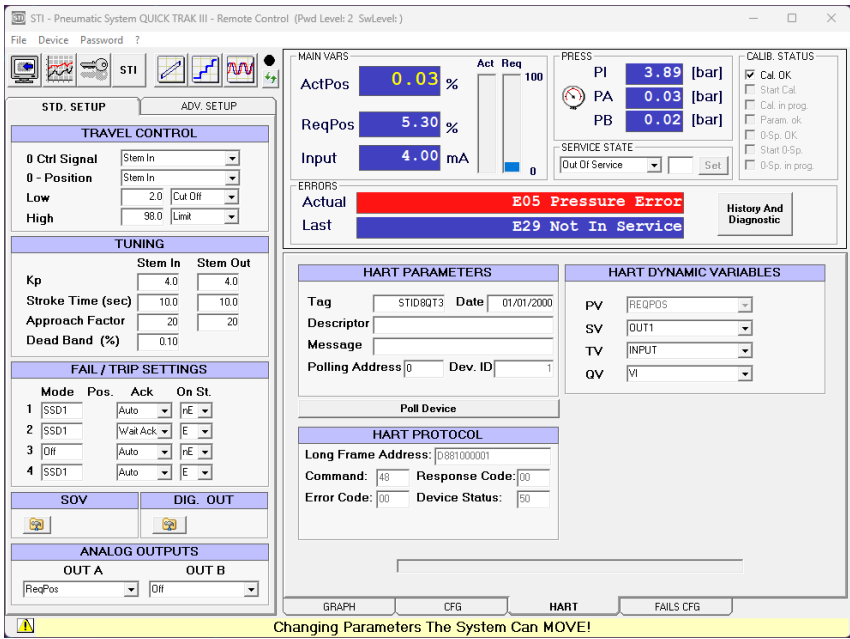 STI - Pneumatic System QUICK TRAK III - Remote Control (Pwd Level: 2 SwLevel: )
File Device Password ?
STI
STD. SETUP ADV. SETUP
TRAVEL CONTROL
0 Ctrl Signal Stem In
0 - Position Stem In
Low 2.0 Cut Off
High 98.0 Limit
TUNING
Stem In Stem Out
Kp 4.0 4.0
Stroke Time (sec) 10.0 10.0
Approach Factor 20 20
Dead Band (%) 0.10
FAIL / TRIP SETTINGS
Mode Pos. Ack On St.
1 SSD1 Auto nE
2 SSD1 Wait Ack E
3 Off Auto nE
4 SSD1 Auto E
SOV DIG. OUT
ANALOG OUTPUTS
OUT A OUT B
ReqPos Off
MAIN VARS
Act Req
ActPos 0.03 %
ReqPos 5.30 %
Input 4.00 mA
100
0
PRESS
PI 3.89 [bar]
PA 0.03 [bar]
PB 0.02 [bar]
SERVICE STATE
Out Of Service Set
CALIB. STATUS
Cal. OK
Start Cal.
Cal. in prog.
Param. ok
0-Sp. OK
Start 0-Sp.
0-Sp. in prog.
ERRORS
Actual E05 Pressure Error
Last E29 Not In Service
History And
Diagnostic
HART PARAMETERS
Tag STID8QT3 Date 01/01/2000
Descriptor
Message
Polling Address 0 Dev. ID 1
Poll Device
HART PROTOCOL
Long Frame Address: D881000001
Command: 48 Response Code: 00
Error Code: 00 Device Status: 50
HART DYNAMIC VARIABLES
PV REQPOS
SV OUT1
TV INPUT
QV VI
GRAPH CFG HART FAILS CFG
Changing Parameters The System Can MOVE!